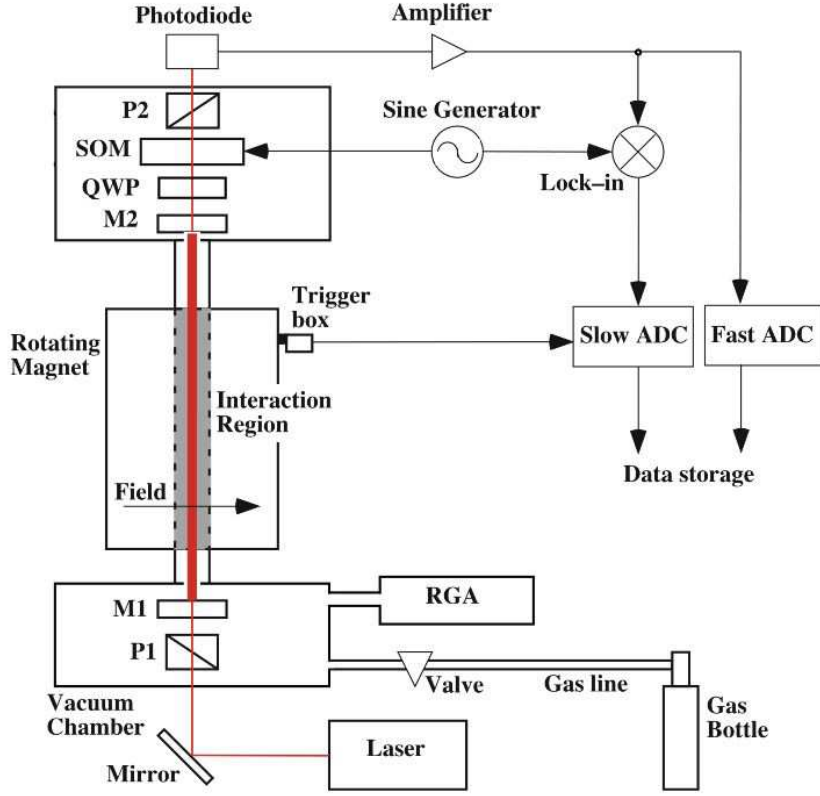 Photodiode
Amplifier
P2
Sine Generator
SOM
QWP
Lock–in
M2
Trigger
box
Rotating
Magnet
Slow ADC
Fast ADC
Interaction
Region
Data storage
Field
RGA
M1
P1
Valve
Gas line
Vacuum
Chamber
Gas
Bottle
Laser
Mirror